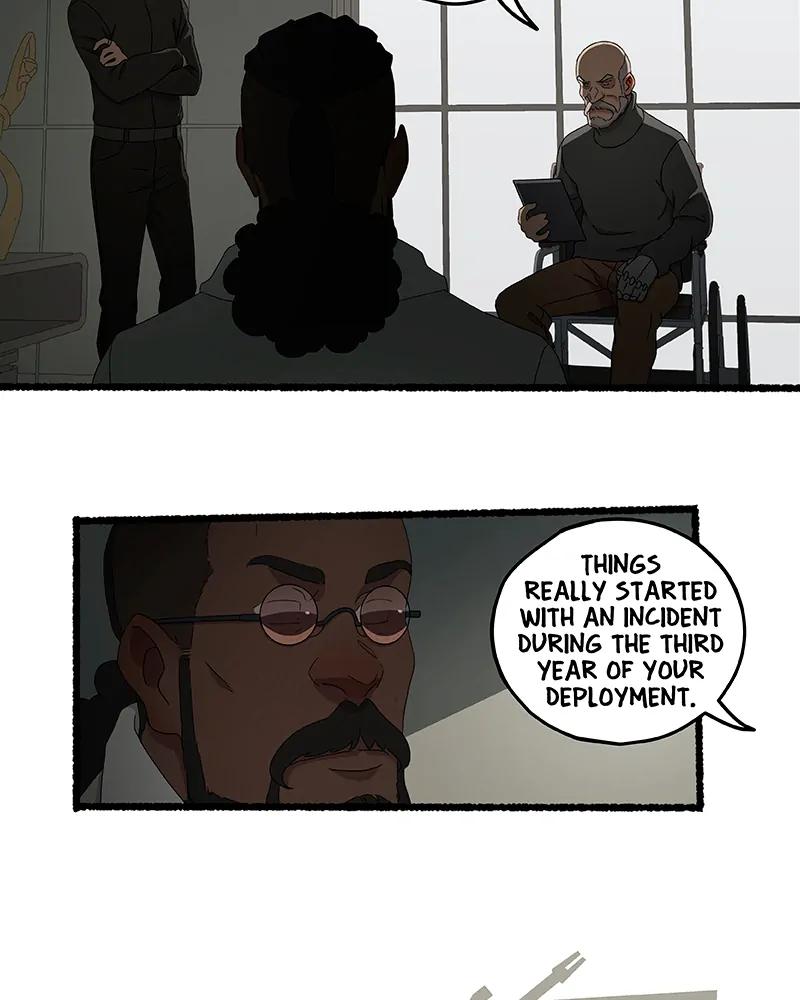 THINGS
REALLY STARTED
WITH AN INCIDENT
DURING THE THIRD
YEAR OF YOUR
DEPLOYMENT.